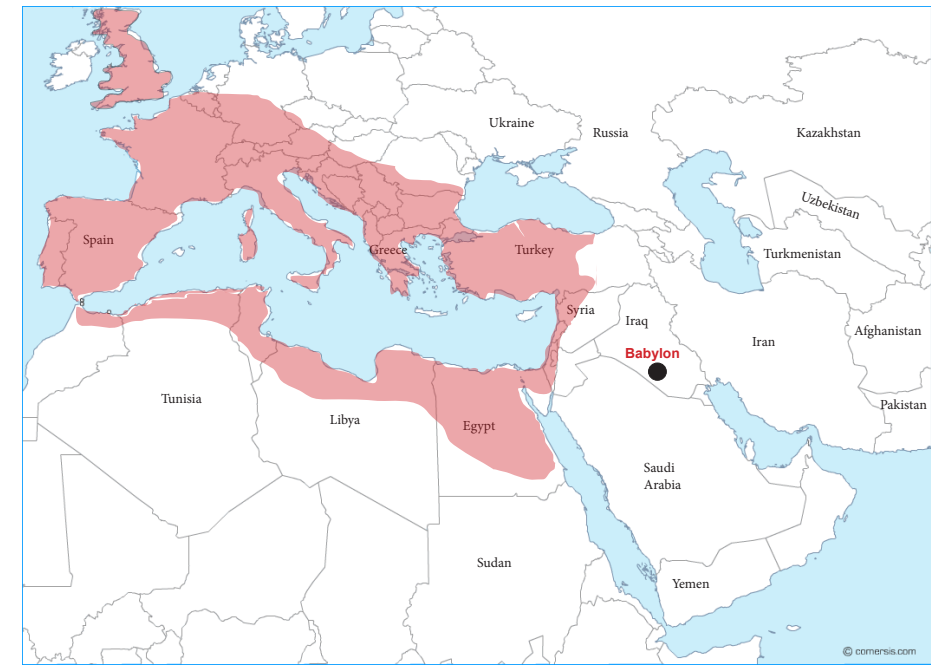 Ukraine
Russia
Kazakhstan
Uzbekistan
Spain
Greece
Turkey
Turkmenistan
Syria
Iraq
Iran
Afghanistan
Babylon
Tunisia
Libya
Egypt
Pakistan
Saudi
Arabia
Sudan
Yemen
© comersis.com